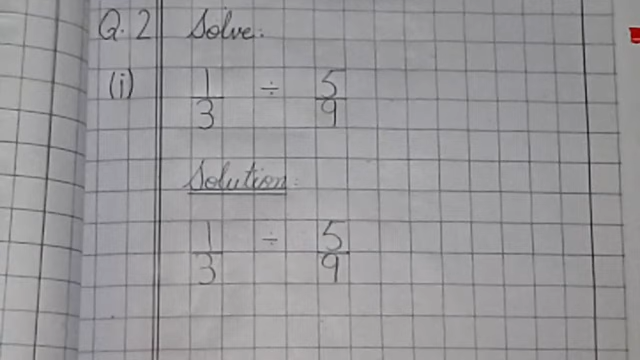 Q.2 Solve:
(i) 1/3 ÷ 5/9
Solution:
1/3 ÷ 5/9